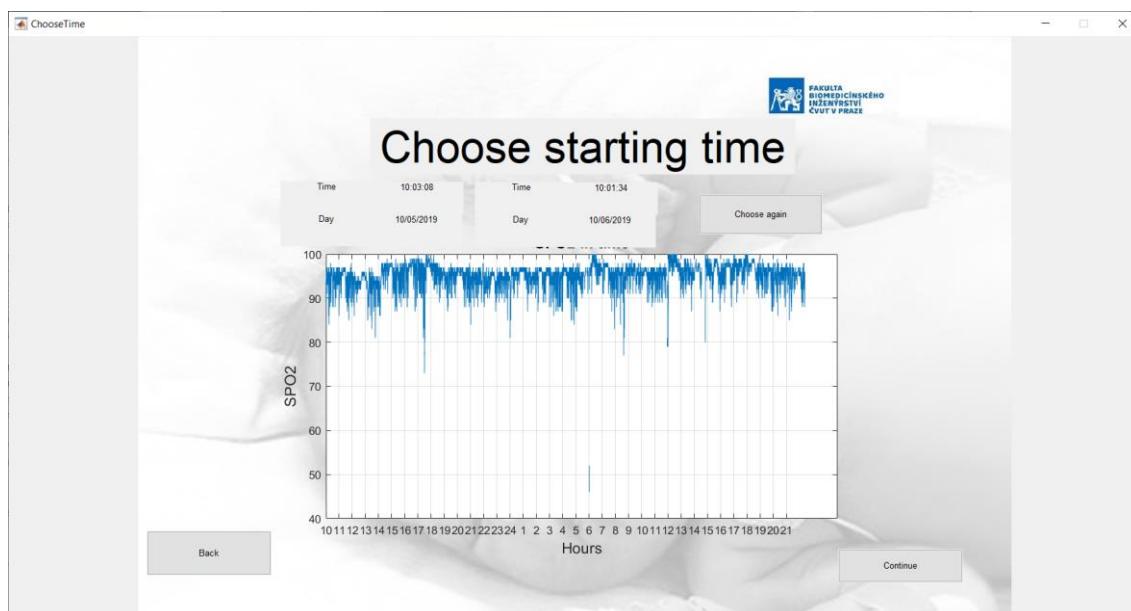 ChooseTime
FAKULTA
BIOMEDICÍNSKÉHO
INŽENÝRSTVÍ
ČVUT V PRAZE
Choose starting time
Time 10:03:08 Time 10:01:34
Day 10/05/2019 Day 10/06/2019
Choose again
100
90
80
70
60
50
40
SPO2
10 11 12 13 14 15 16 17 18 19 20 21 22 23 24 1 2 3 4 5 6 7 8 9 10 11 12 13 14 15 16 17 18 19 20 21
Hours
Back
Continue